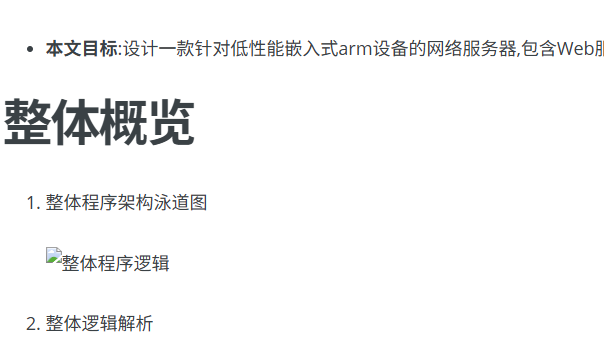 • 本文目标:设计一款针对低性能嵌入式arm设备的网络服务器,包含Web
整体概览
1. 整体程序架构泳道图
整体程序逻辑
2. 整体逻辑解析